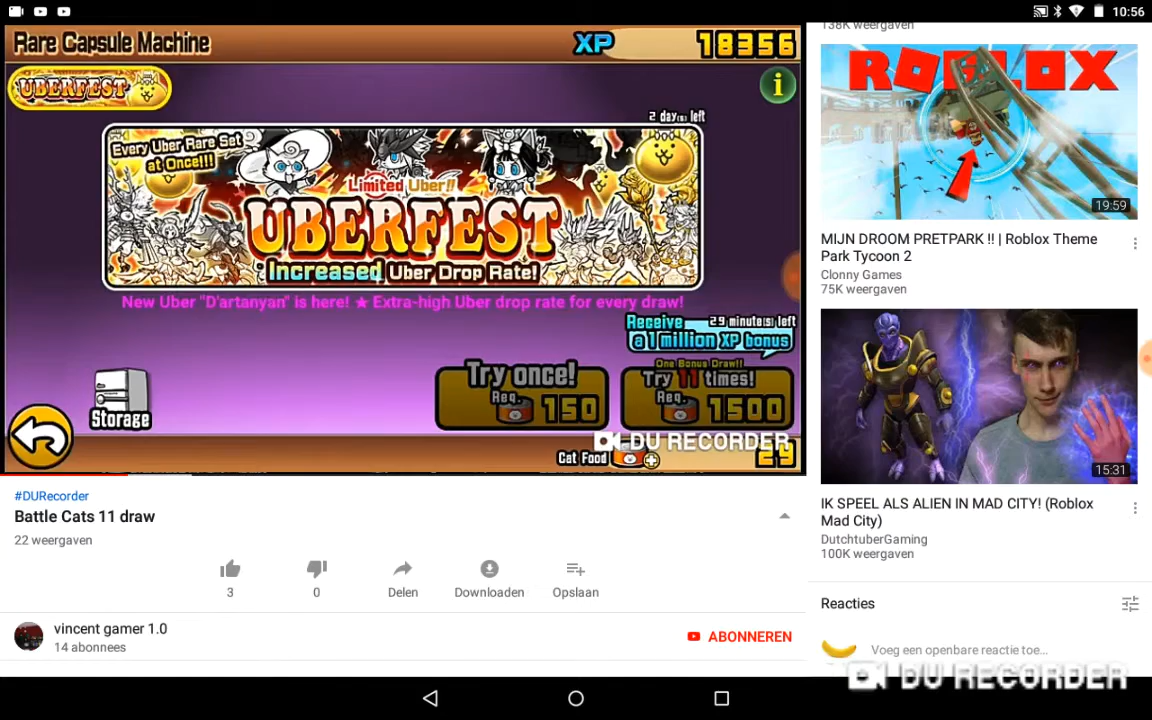 10:56
Rare Capsule Machine
XP 18356
UBERFEST
i
2 day(s) left
Every Uber Rare Set
at Once!!!
Limited Uber!!
UBERFEST
Increased Uber Drop Rate!
New Uber "D'artanyan" is here! ★ Extra-high Uber drop rate for every draw!
Receive 29 minute(s) left
a 1 million XP bonus
Try once!
Req. 150
One Bonus Draw!!
Try 11 times!
Req. 1500
Storage
DU RECORDER
Cat Food 29
#DURecorder
Battle Cats 11 draw
22 weergaven
3
0
Delen
Downloaden
Opslaan
vincent gamer 1.0
14 abonnees
ABONNEREN
138K weergaven
ROBLOX
19:59
MIJN DROOM PRETPARK !! | Roblox Theme
Park Tycoon 2
Clonny Games
75K weergaven
15:31
IK SPEEL ALS ALIEN IN MAD CITY! (Roblox
Mad City)
DutchtuberGaming
100K weergaven
Reacties
Voeg een openbare reactie toe...
DU RECORDER